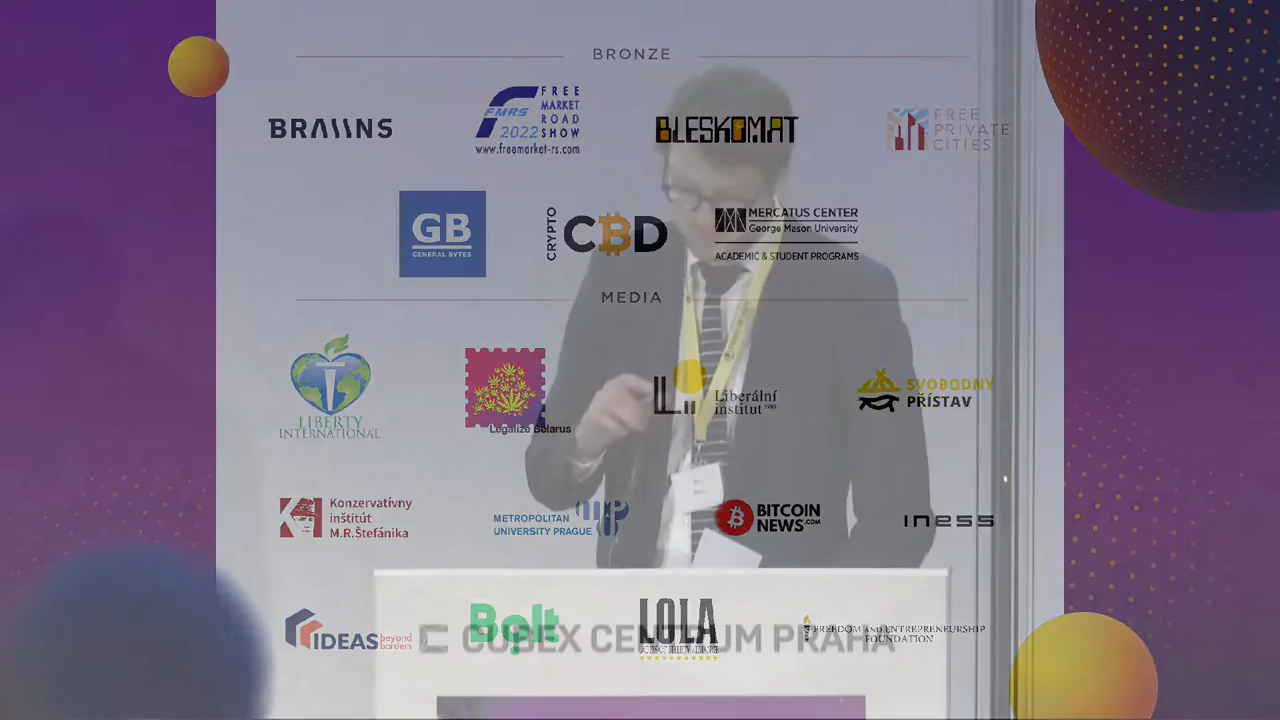 BRONZE
BRAIINS
FMRS
2022
FREE
MARKET
ROAD
SHOW
www.freemarket-rs.com
BLESKOMAT
FREE
PRIVATE
CITIES
GB
GENERAL BYTES
CRYPTO
CBD
MERCATUS CENTER
George Mason University
ACADEMIC & STUDENT PROGRAMS
MEDIA
LIBERTY
INTERNATIONAL
Legalize Belarus
Liberální
institut 1989
SVOBODNÝ
PŘÍSTAV
Konzervatívny
inštitút
M.R.Štefánika
METROPOLITAN
UNIVERSITY PRAGUE
BITCOIN
NEWS.COM
iness
IDEAS beyond
borders
Bolt
LOLA
FREEDOM AND ENTREPRENEURSHIP
FOUNDATION
CUBEX CENTRUM PRAHA